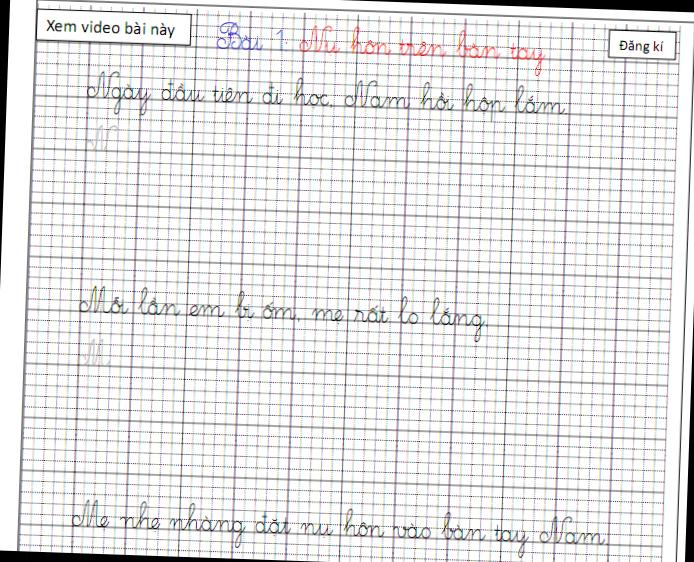 Xem video bài này
Bài 1: Nụ hôn trên bàn tay
Đăng kí
Ngày đầu tiên đi học, Nam hồi hộp lắm.
N
Mỗi lần em bị ốm, mẹ rất lo lắng.
M
Mẹ nhẹ nhàng đặt nụ hôn vào bàn tay Nam.